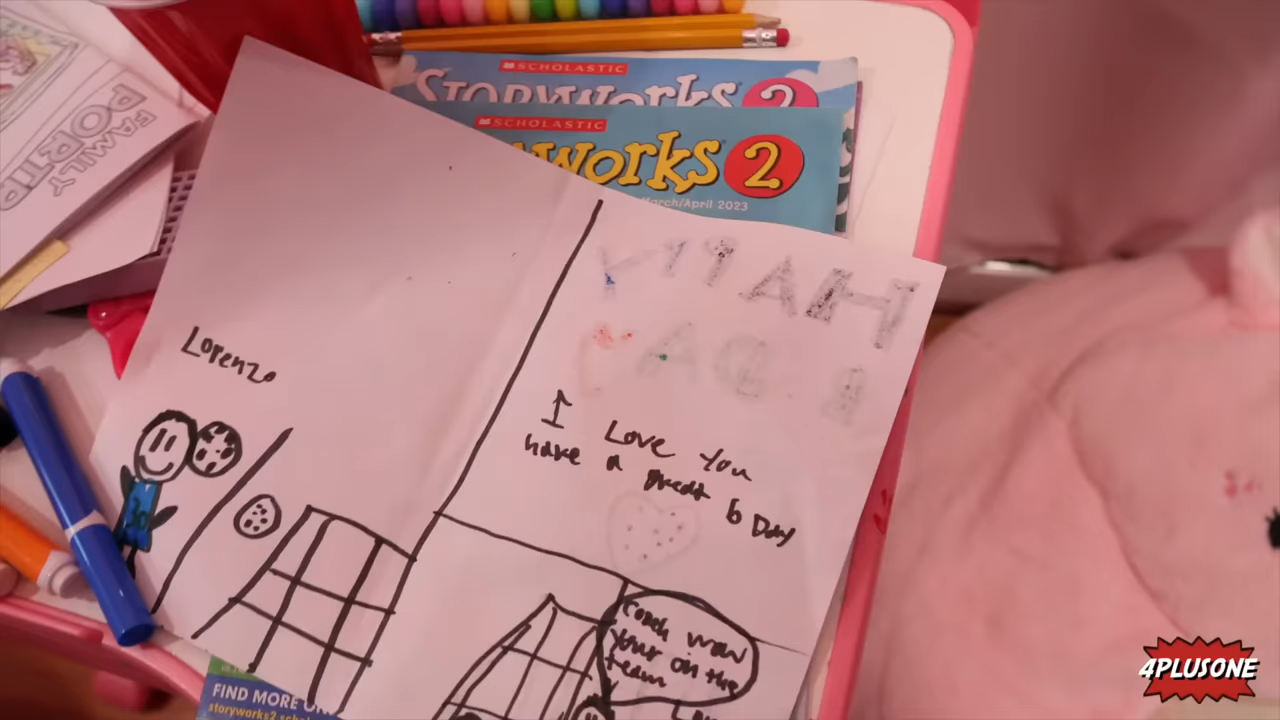 SCHOLASTIC
STORYWORKS 2
SCHOLASTIC
WORKS 2
March/April 2023
FAMILY
PORTR
Lorenzo
I Love You
have a great b Day
Coach wow
your on the
team
FIND MORE ON
storyworks2.schol
4PLUSONE